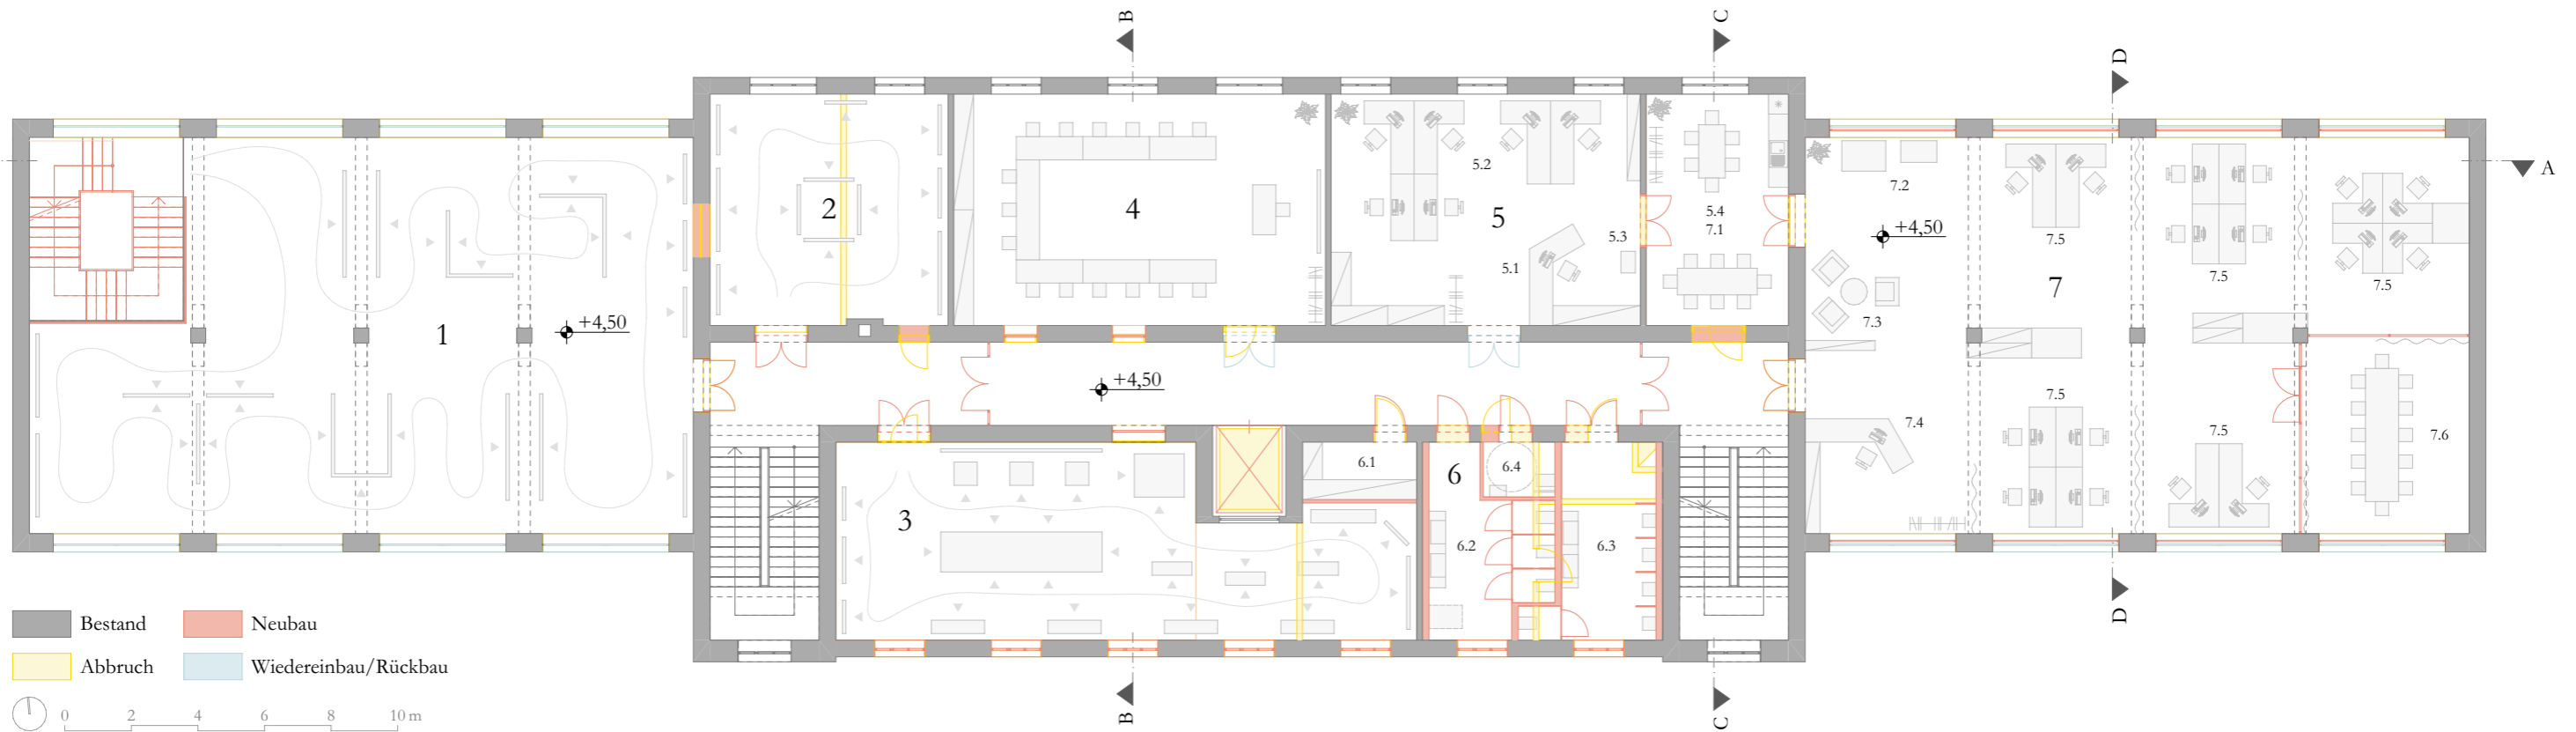 B
C
D
A
2
4
5.2
5
5.3
5.1
5.4
7.1
7.2
+4,50
7.5
7.5
7
7.5
7.3
1
+4,50
+4,50
7.5
7.4
7.5
7.6
3
6.1
6
6.4
6.2
6.3
Bestand
Neubau
Abbruch
Wiedereinbau/Rückbau
0 2 4 6 8 10 m
B
C
D